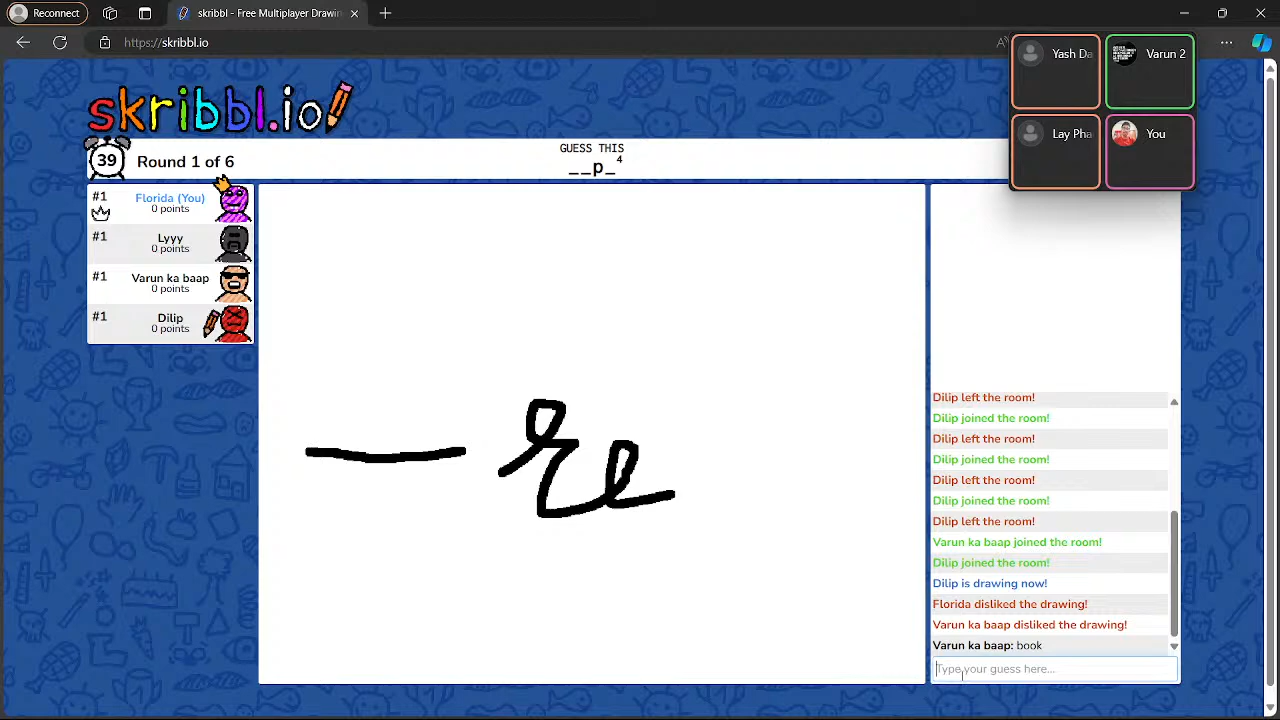 Reconnect
skribbl - Free Multiplayer Drawin
https://skribbl.io
skribbl.io
39
Round 1 of 6
GUESS THIS
__p_ 4
#1 Florida (You)
0 points
#1 Lyyy
0 points
#1 Varun ka baap
0 points
#1 Dilip
0 points
Yash Da
Varun 2
Lay Pha
You
Dilip left the room!
Dilip joined the room!
Dilip left the room!
Dilip joined the room!
Dilip left the room!
Dilip joined the room!
Dilip left the room!
Varun ka baap joined the room!
Dilip joined the room!
Dilip is drawing now!
Florida disliked the drawing!
Varun ka baap disliked the drawing!
Varun ka baap: book
Type your guess here...